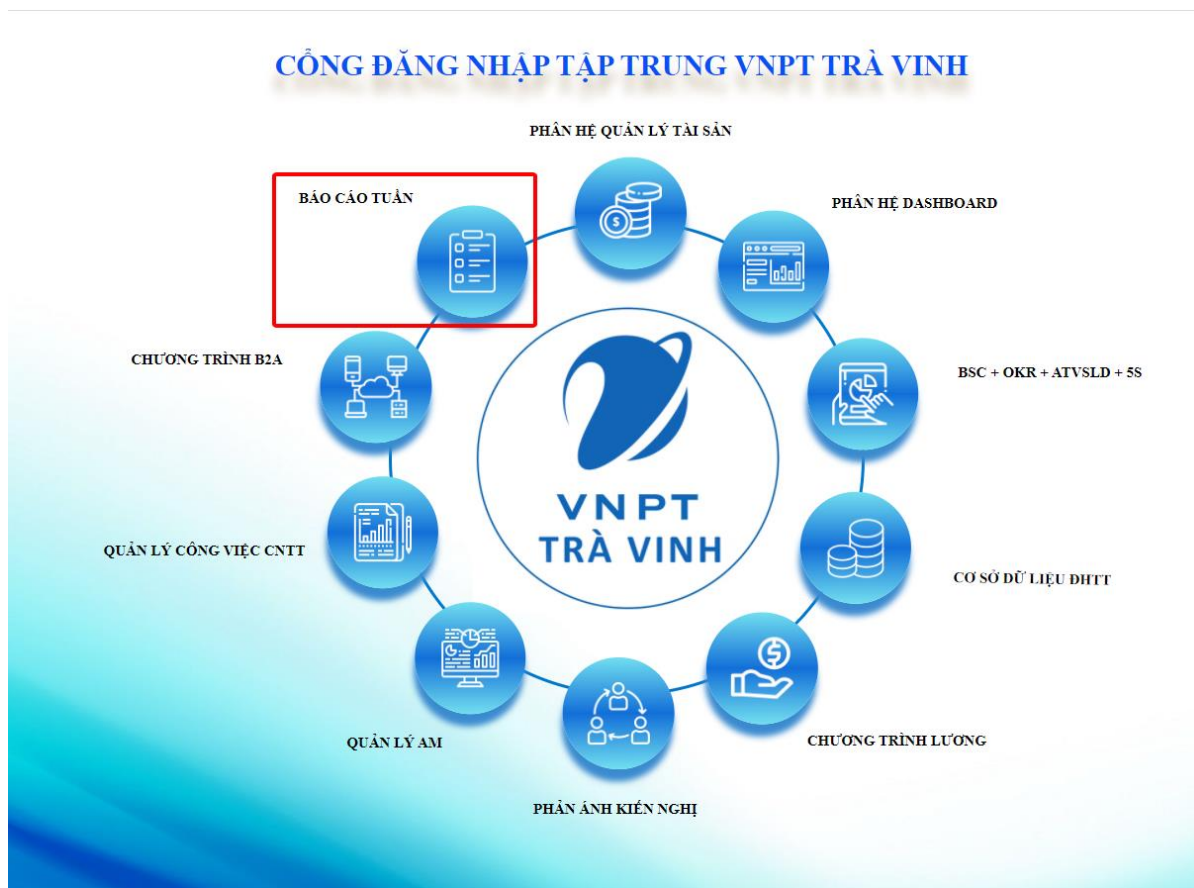 CỔNG ĐĂNG NHẬP TẬP TRUNG VNPT TRÀ VINH
PHÂN HỆ QUẢN LÝ TÀI SẢN
BÁO CÁO TUẦN
PHÂN HỆ DASHBOARD
CHƯƠNG TRÌNH B2A
BSC + OKR + ATVSLD + 5S
VNPT
TRÀ VINH
QUẢN LÝ CÔNG VIỆC CNTT
CƠ SỞ DỮ LIỆU ĐHTT
QUẢN LÝ AM
CHƯƠNG TRÌNH LƯƠNG
PHẢN ÁNH KIẾN NGHỊ